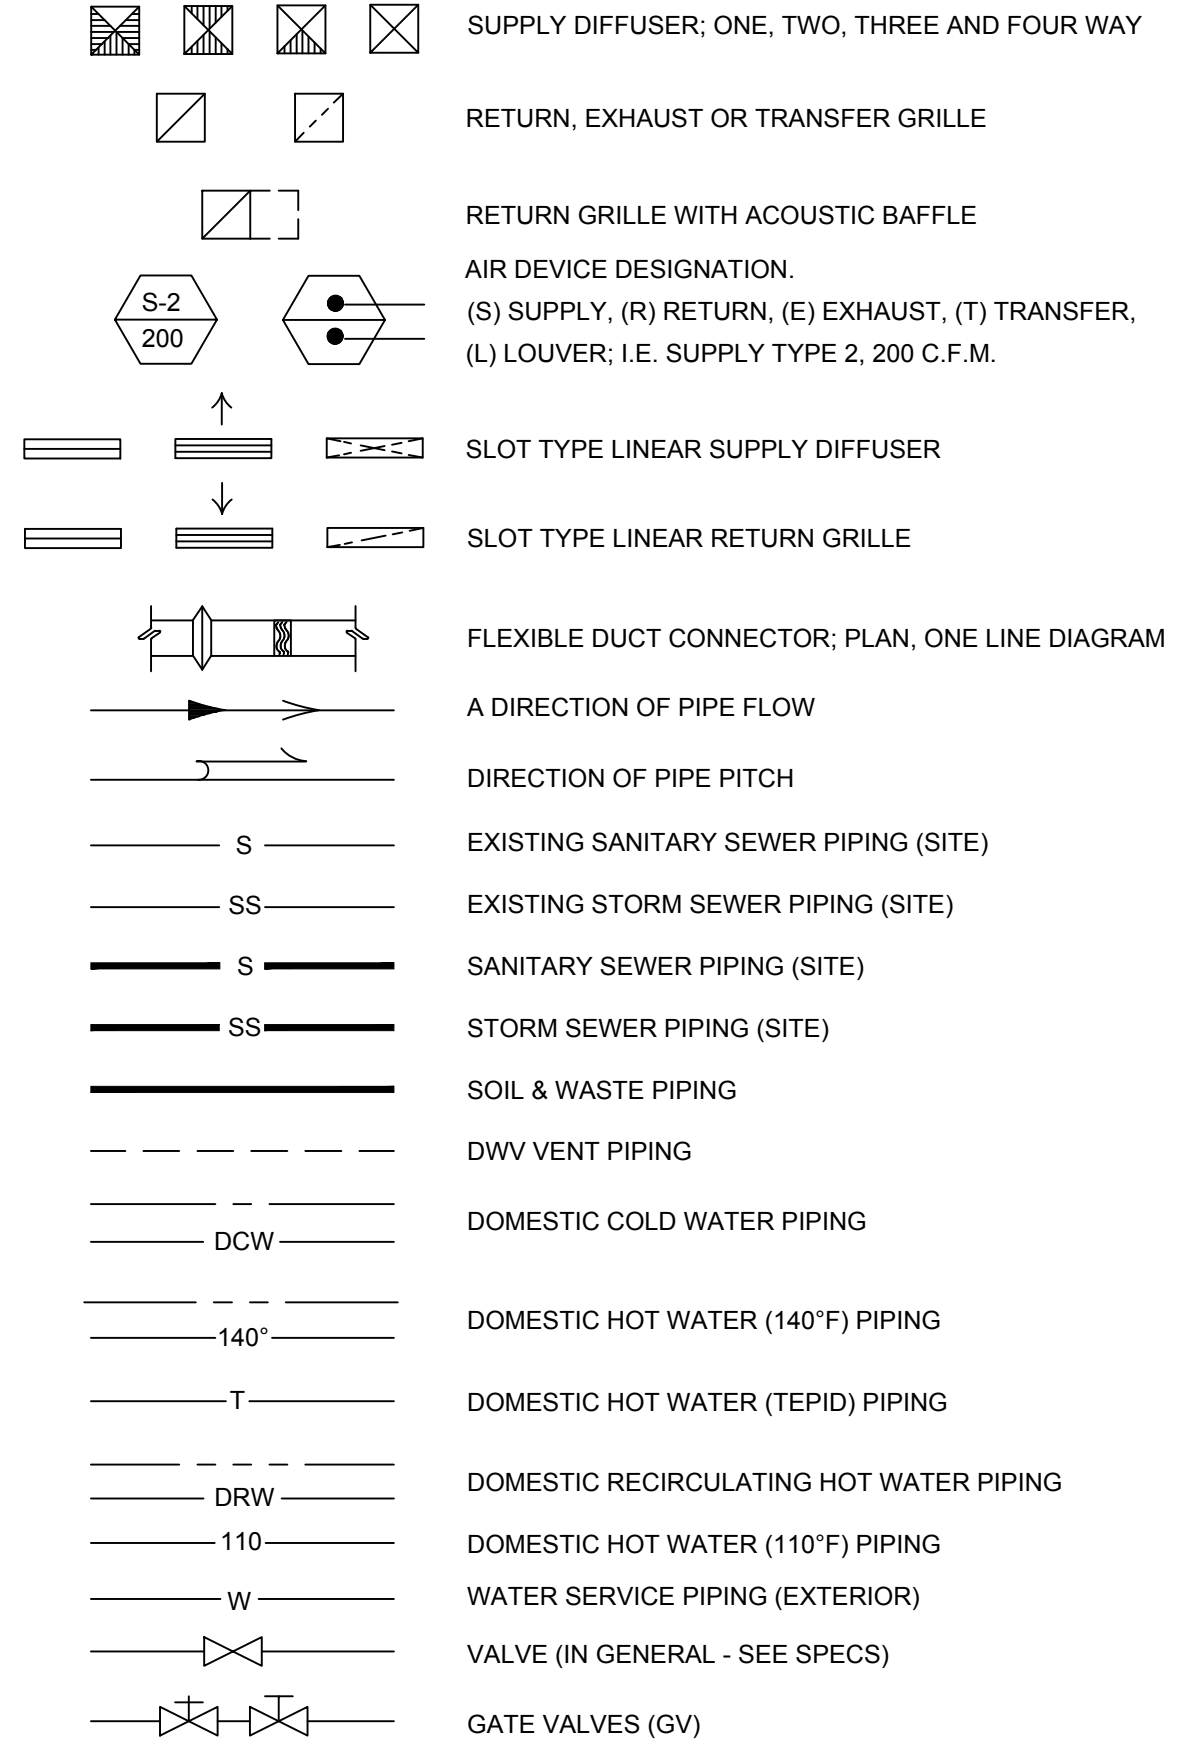 SUPPLY DIFFUSER; ONE, TWO, THREE AND FOUR WAY
RETURN, EXHAUST OR TRANSFER GRILLE
RETURN GRILLE WITH ACOUSTIC BAFFLE
S-2
200
AIR DEVICE DESIGNATION.
(S) SUPPLY, (R) RETURN, (E) EXHAUST, (T) TRANSFER,
(L) LOUVER; I.E. SUPPLY TYPE 2, 200 C.F.M.
SLOT TYPE LINEAR SUPPLY DIFFUSER
SLOT TYPE LINEAR RETURN GRILLE
FLEXIBLE DUCT CONNECTOR; PLAN, ONE LINE DIAGRAM
A DIRECTION OF PIPE FLOW
DIRECTION OF PIPE PITCH
S EXISTING SANITARY SEWER PIPING (SITE)
SS EXISTING STORM SEWER PIPING (SITE)
S SANITARY SEWER PIPING (SITE)
SS STORM SEWER PIPING (SITE)
SOIL & WASTE PIPING
DWV VENT PIPING
DOMESTIC COLD WATER PIPING
DCW
DOMESTIC HOT WATER (140°F) PIPING
140°
T DOMESTIC HOT WATER (TEPID) PIPING
DOMESTIC RECIRCULATING HOT WATER PIPING
DRW
110 DOMESTIC HOT WATER (110°F) PIPING
W WATER SERVICE PIPING (EXTERIOR)
VALVE (IN GENERAL - SEE SPECS)
GATE VALVES (GV)